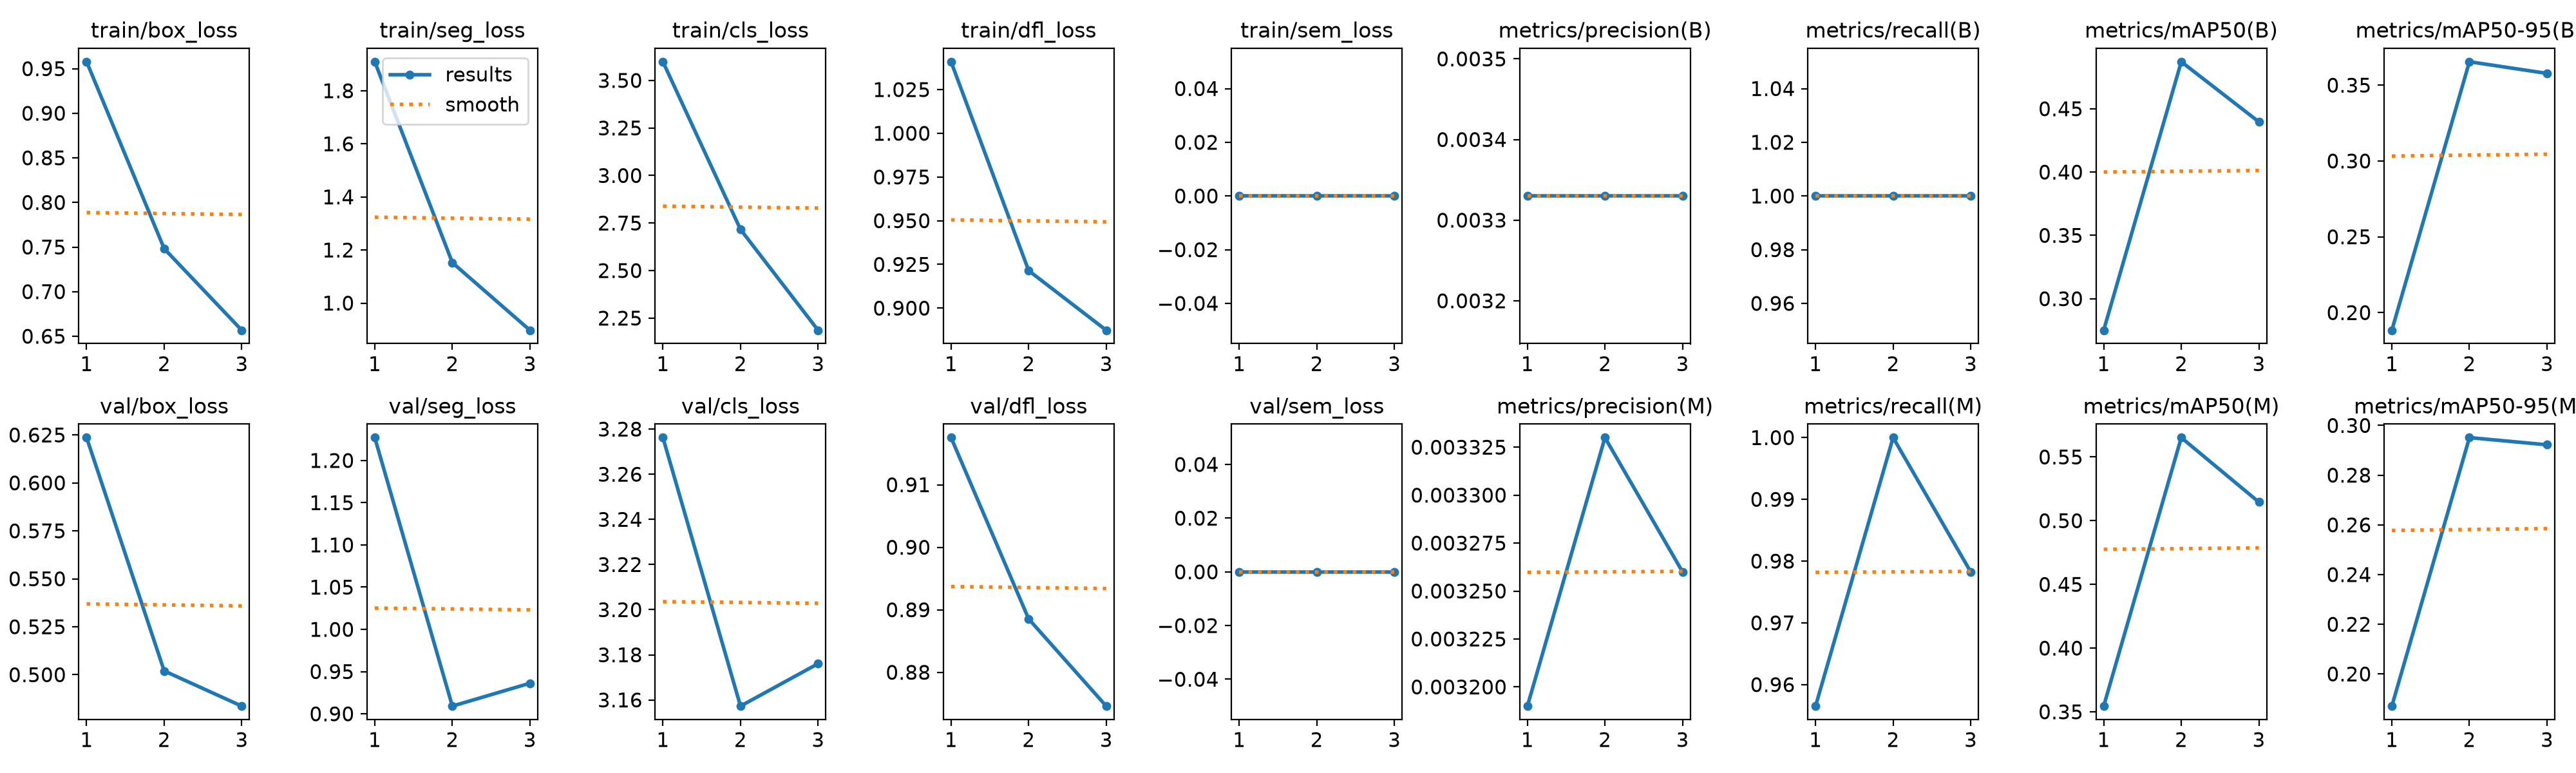 train/box_loss
0.95
0.90
0.85
0.80
0.75
0.70
0.65
1 2 3
train/seg_loss
results
smooth
1.8
1.6
1.4
1.2
1.0
1 2 3
train/cls_loss
3.50
3.25
3.00
2.75
2.50
2.25
1 2 3
train/dfl_loss
1.025
1.000
0.975
0.950
0.925
0.900
1 2 3
train/sem_loss
0.04
0.02
0.00
−0.02
−0.04
1 2 3
metrics/precision(B)
0.0035
0.0034
0.0033
0.0032
1 2 3
metrics/recall(B)
1.04
1.02
1.00
0.98
0.96
1 2 3
metrics/mAP50(B)
0.45
0.40
0.35
0.30
1 2 3
metrics/mAP50-95(B
0.35
0.30
0.25
0.20
1 2 3
val/box_loss
0.625
0.600
0.575
0.550
0.525
0.500
1 2 3
val/seg_loss
1.20
1.15
1.10
1.05
1.00
0.95
0.90
1 2 3
val/cls_loss
3.28
3.26
3.24
3.22
3.20
3.18
3.16
1 2 3
val/dfl_loss
0.91
0.90
0.89
0.88
1 2 3
val/sem_loss
0.04
0.02
0.00
−0.02
−0.04
1 2 3
metrics/precision(M)
0.003325
0.003300
0.003275
0.003250
0.003225
0.003200
1 2 3
metrics/recall(M)
1.00
0.99
0.98
0.97
0.96
1 2 3
metrics/mAP50(M)
0.55
0.50
0.45
0.40
0.35
1 2 3
metrics/mAP50-95(M
0.30
0.28
0.26
0.24
0.22
0.20
1 2 3